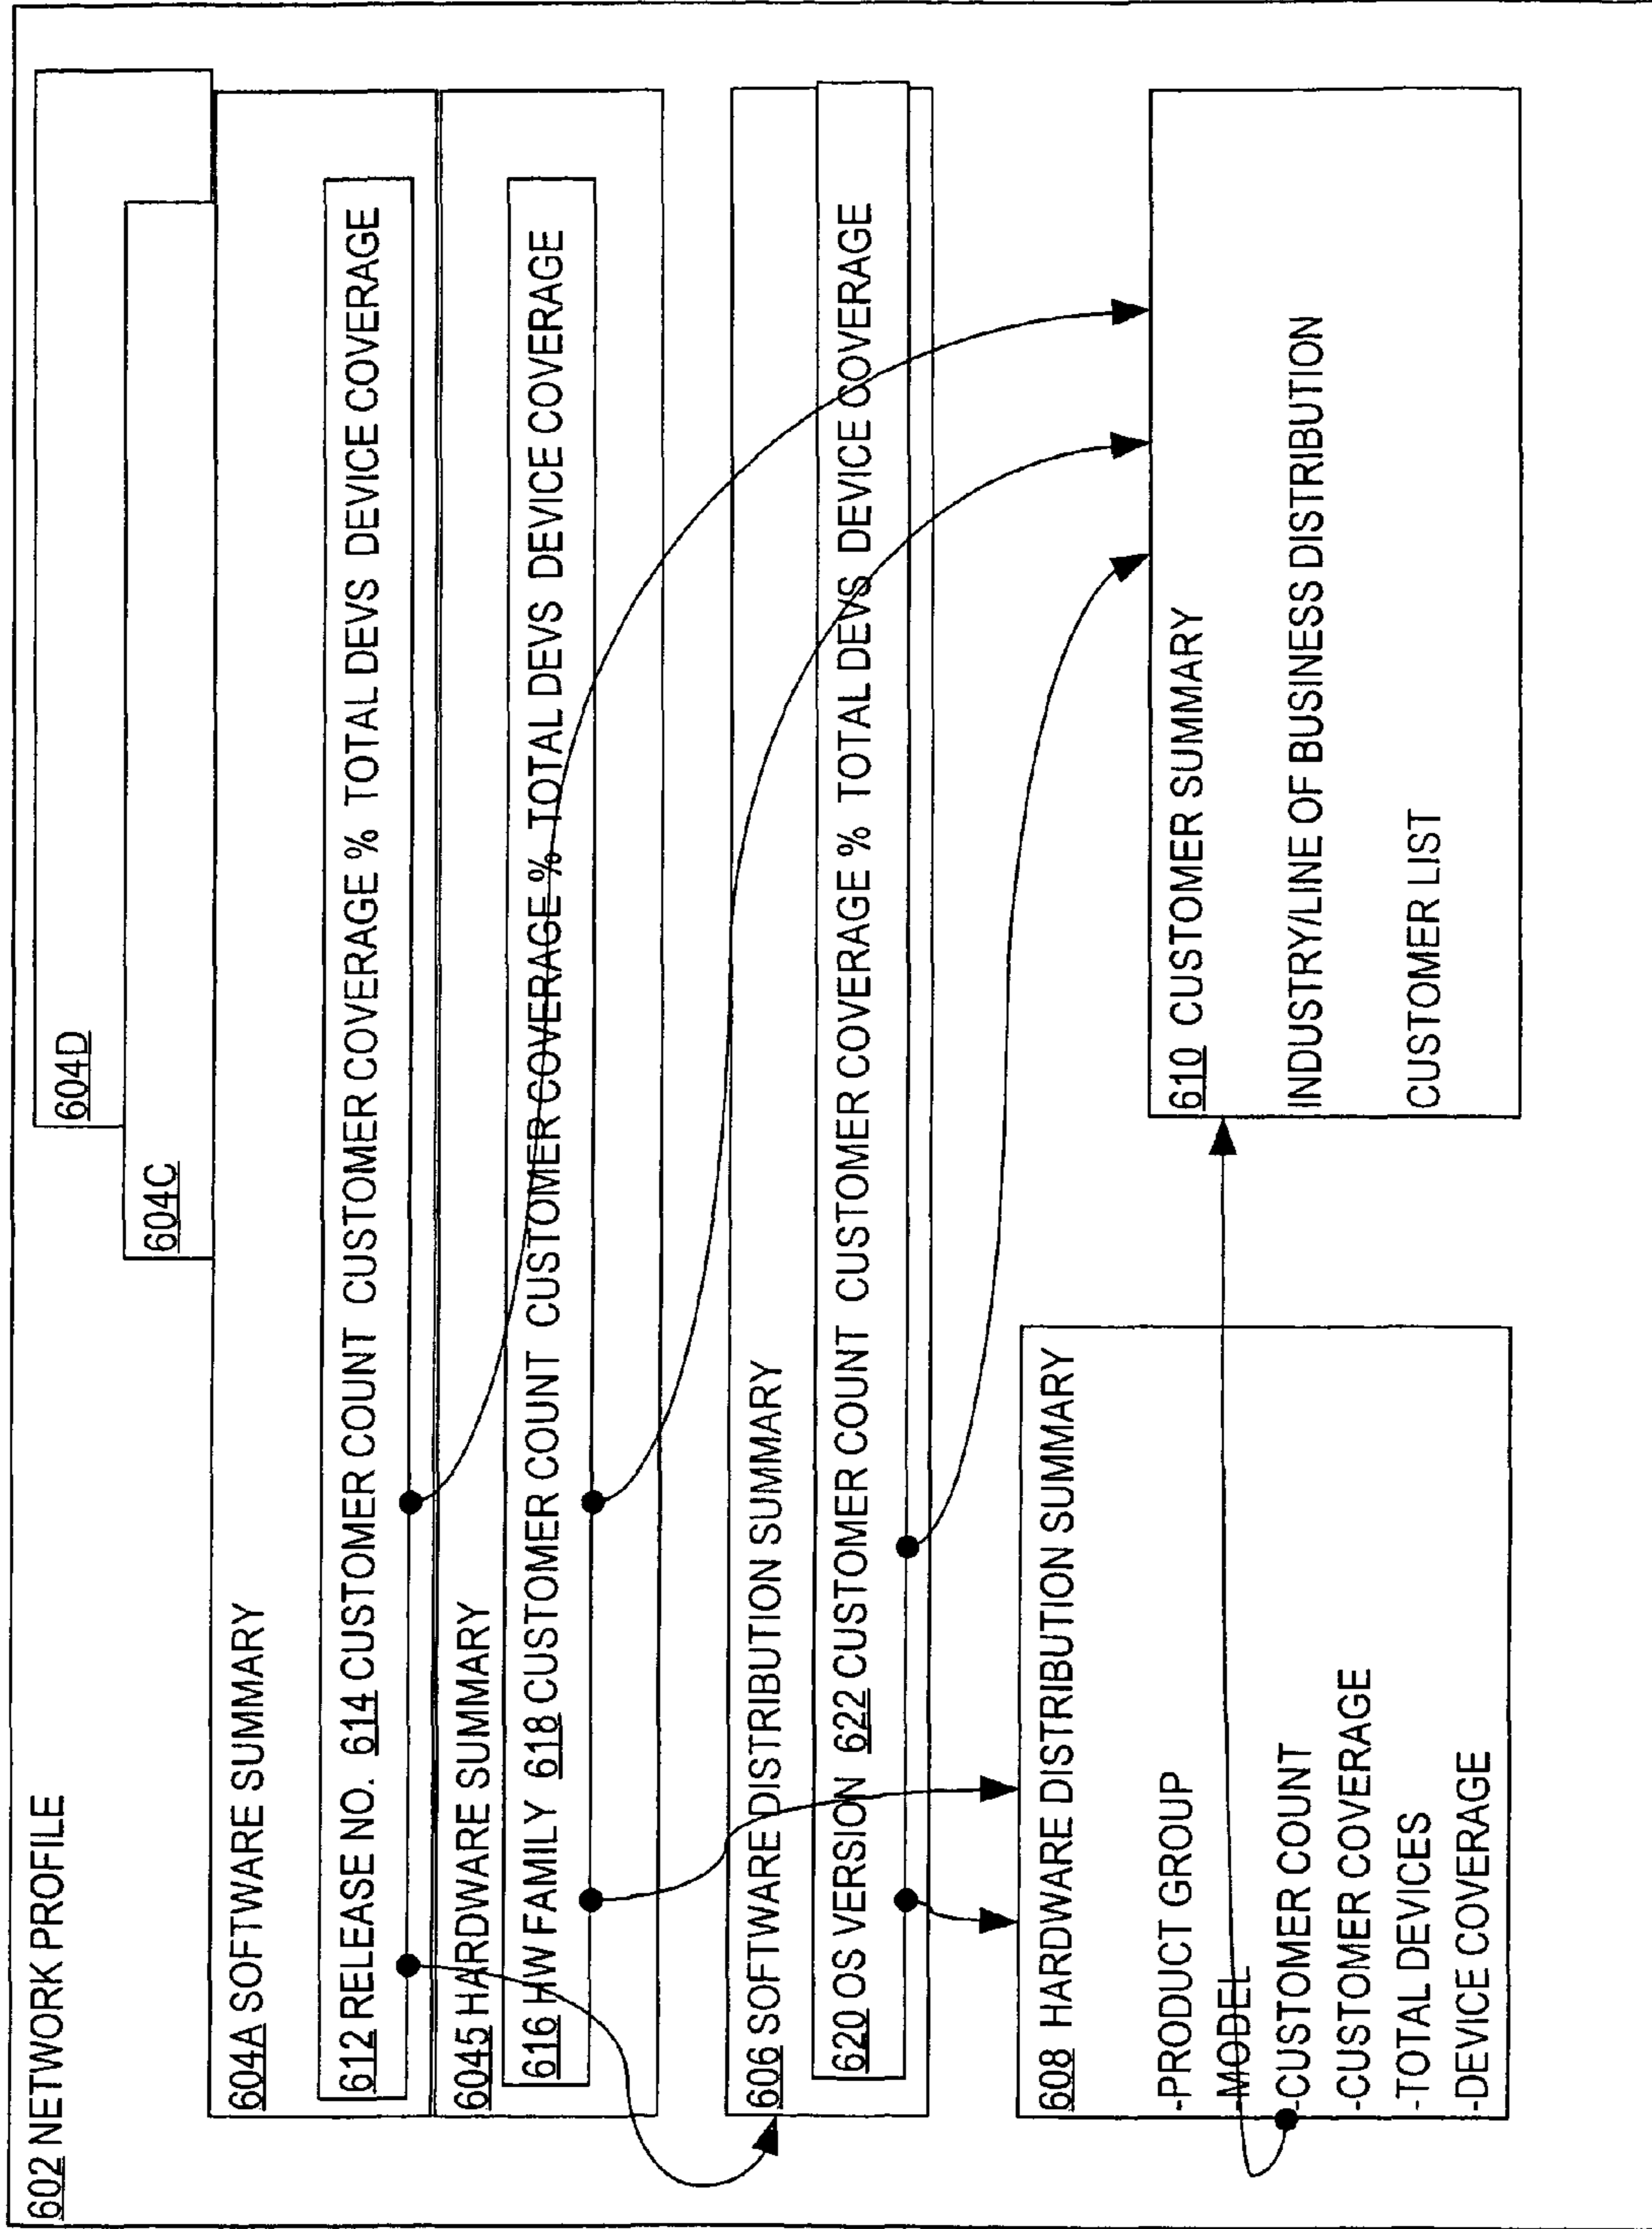 602 NETWORK PROFILE
604D
604C
604A SOFTWARE SUMMARY
612 RELEASE NO. 614 CUSTOMER COUNT CUSTOMER COVERAGE % TOTAL DEVS DEVICE COVERAGE
6045 HARDWARE SUMMARY
616 HW FAMILY 618 CUSTOMER COUNT CUSTOMER COVERAGE % TOTAL DEVS DEVICE COVERAGE
606 SOFTWARE DISTRIBUTION SUMMARY
620 OS VERSION 622 CUSTOMER COUNT CUSTOMER COVERAGE % TOTAL DEVS DEVICE COVERAGE
608 HARDWARE DISTRIBUTION SUMMARY
-PRODUCT GROUP
-MODEL
-CUSTOMER COUNT
-CUSTOMER COVERAGE
-TOTAL DEVICES
-DEVICE COVERAGE
610 CUSTOMER SUMMARY
INDUSTRY/LINE OF BUSINESS DISTRIBUTION
CUSTOMER LIST